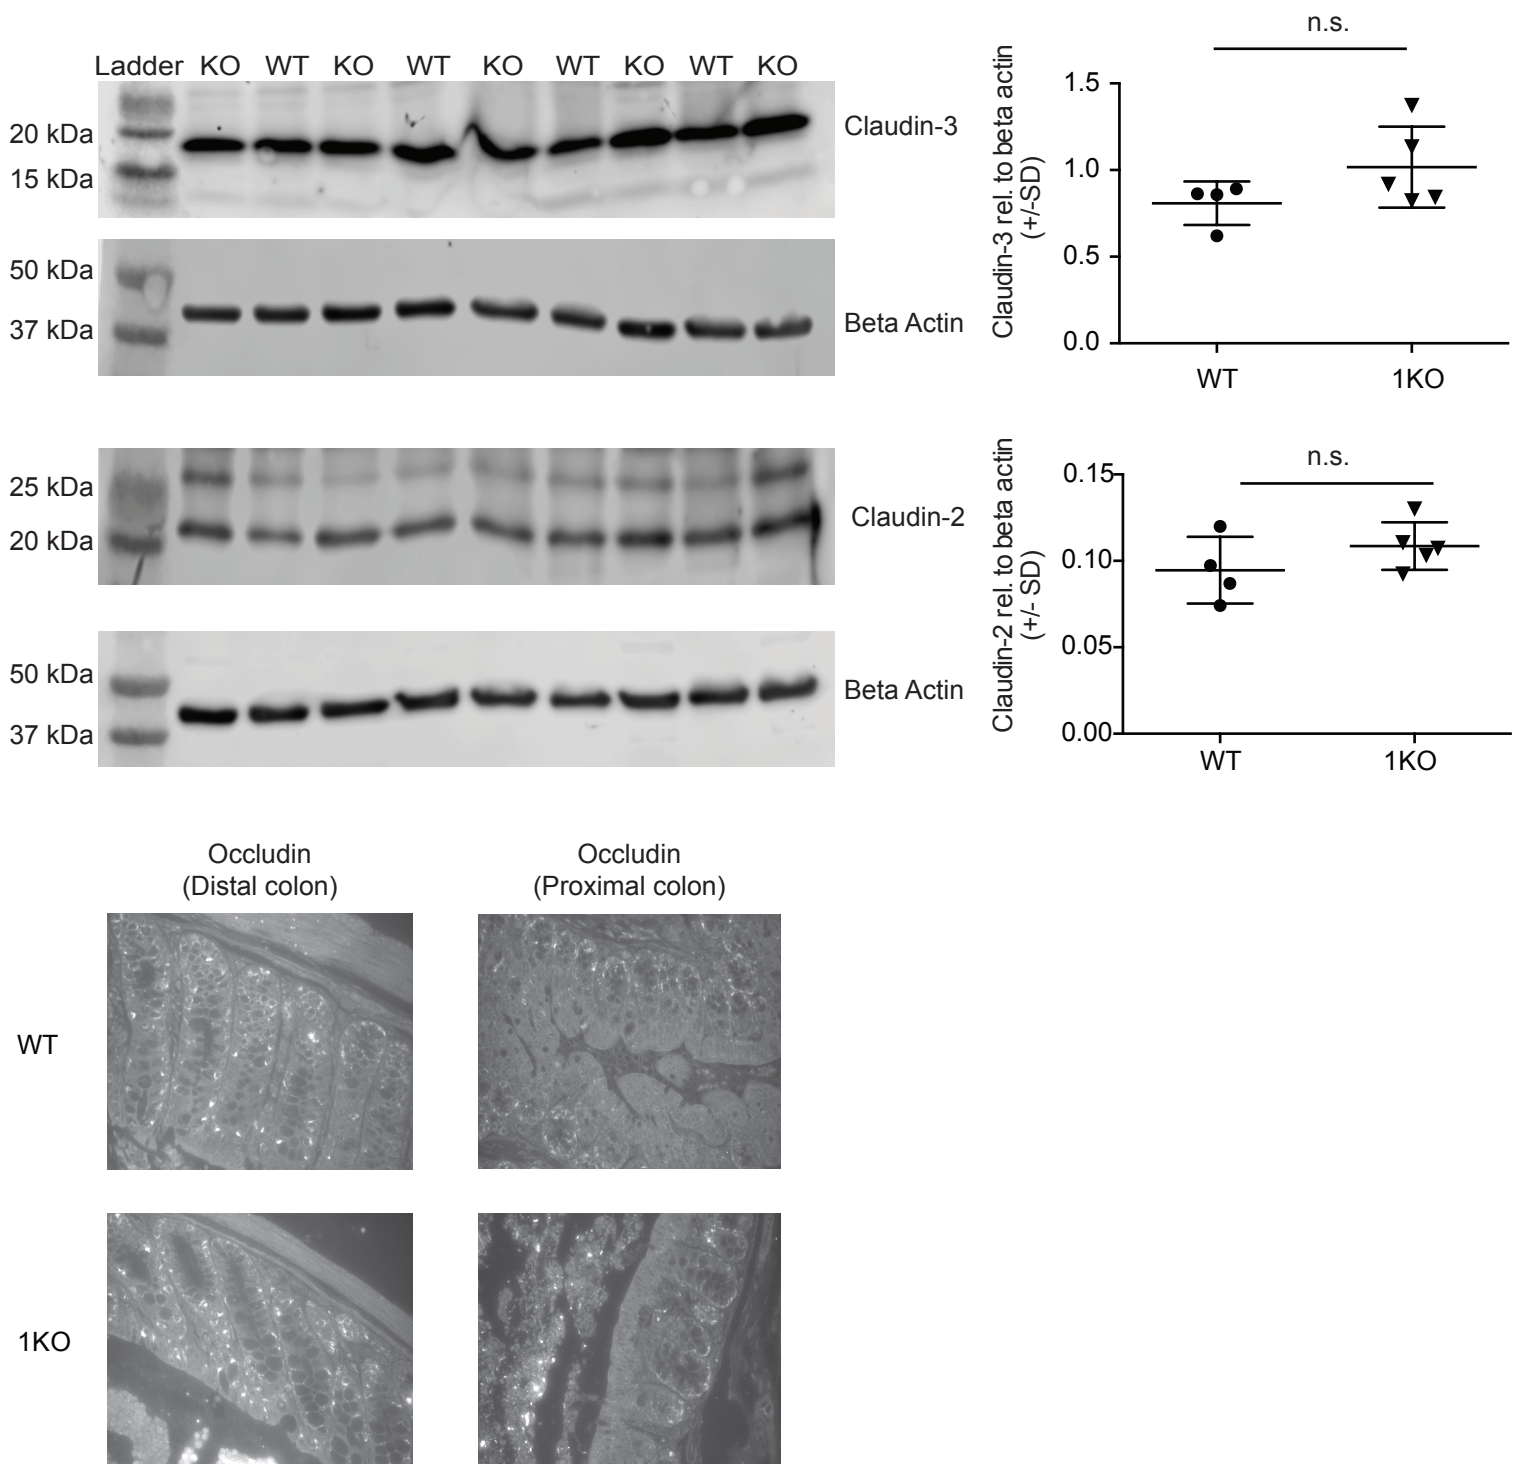 Ladder KO WT KO WT KO WT KO WT KO
20 kDa
15 kDa
Claudin-3
50 kDa
37 kDa
Beta Actin
n.s.
Claudin-3 rel. to beta actin
(+/-SD)
1.5
1.0
0.5
0.0
WT 1KO
25 kDa
20 kDa
Claudin-2
50 kDa
37 kDa
Beta Actin
n.s.
Claudin-2 rel. to beta actin
(+/- SD)
0.15
0.10
0.05
0.00
WT 1KO
Occludin
(Distal colon)
Occludin
(Proximal colon)
WT
1KO